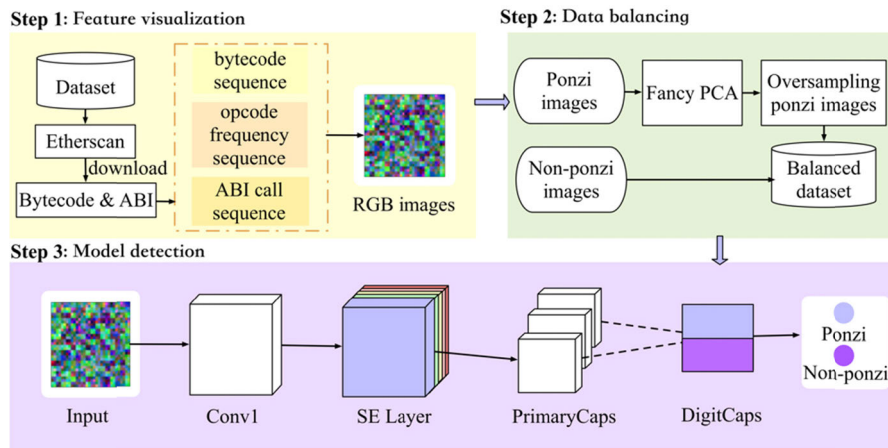 Step 1: Feature visualization
Dataset
Etherscan
download
Bytecode & ABI
bytecode
sequence
opcode
frequency
sequence
ABI call
sequence
RGB images
Step 2: Data balancing
Ponzi
images
Fancy PCA
Oversampling
ponzi images
Non-ponzi
images
Balanced
dataset
Step 3: Model detection
Input
Conv1
SE Layer
PrimaryCaps
DigitCaps
Ponzi
Non-ponzi